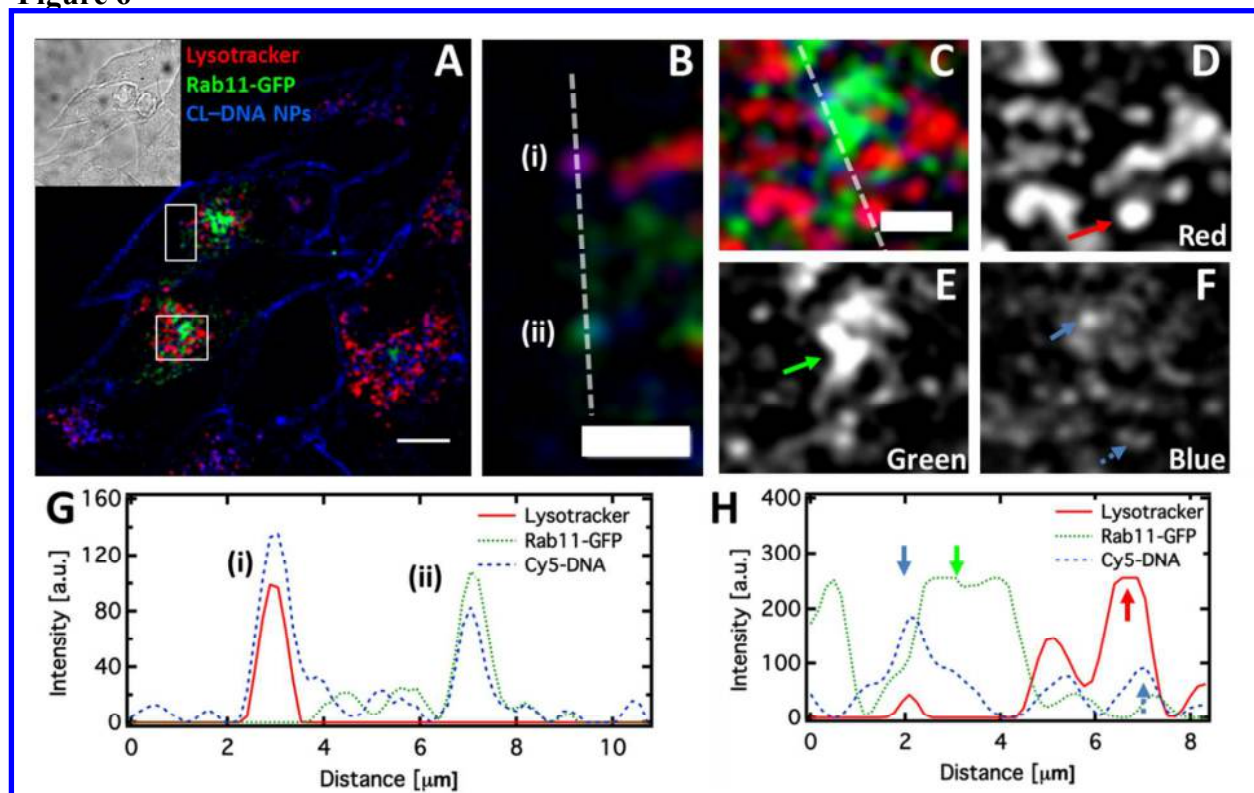 Figure 6
Lysotracker
Rab11-GFP
CL–DNA NPs
A
B
(i)
(ii)
C
D
Red
E
Green
F
Blue
G
160
120
80
40
0
Intensity [a.u.]
(i)
(ii)
Lysotracker
Rab11-GFP
Cy5-DNA
0 2 4 6 8 10
Distance [μm]
H
400
300
200
100
0
Intensity [a.u.]
Lysotracker
Rab11-GFP
Cy5-DNA
0 2 4 6 8
Distance [μm]